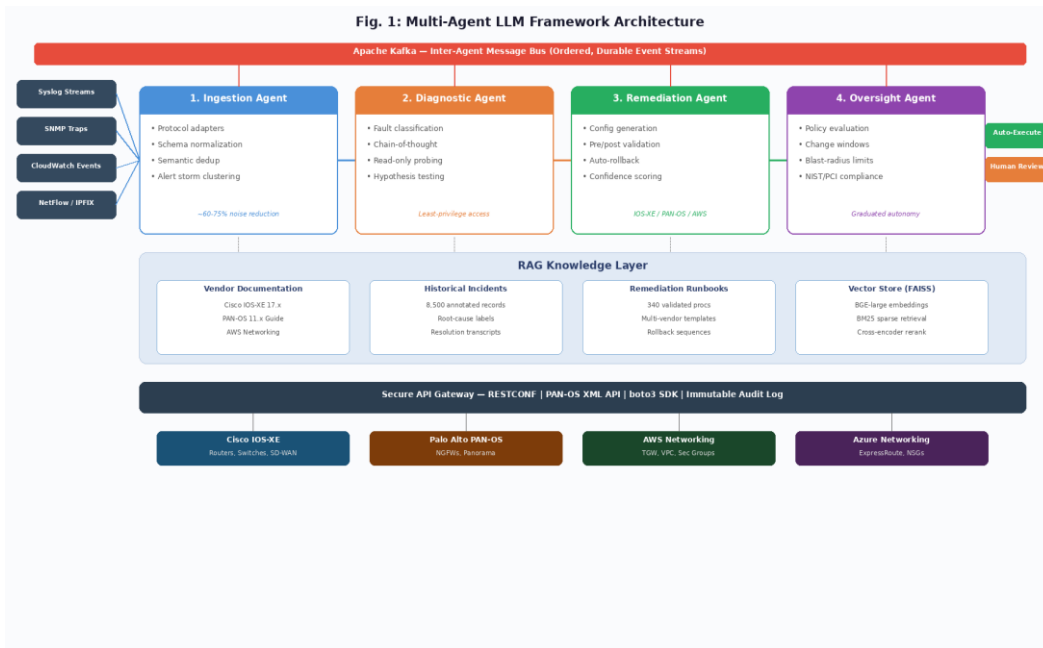 Fig. 1: Multi-Agent LLM Framework Architecture
Apache Kafka — Inter-Agent Message Bus (Ordered, Durable Event Streams)
Syslog Streams
SNMP Traps
CloudWatch Events
NetFlow / IPFIX
1. Ingestion Agent
• Protocol adapters
• Schema normalization
• Semantic dedup
• Alert storm clustering
~60-75% noise reduction
2. Diagnostic Agent
• Fault classification
• Chain-of-thought
• Read-only probing
• Hypothesis testing
Least-privilege access
3. Remediation Agent
• Config generation
• Pre/post validation
• Auto-rollback
• Confidence scoring
IOS-XE / PAN-OS / AWS
4. Oversight Agent
• Policy evaluation
• Change windows
• Blast-radius limits
• NIST/PCI compliance
Graduated autonomy
Auto-Execute
Human Review
RAG Knowledge Layer
Vendor Documentation
Cisco IOS-XE 17.x
PAN-OS 11.x Guide
AWS Networking
Historical Incidents
8,500 annotated records
Root-cause labels
Resolution transcripts
Remediation Runbooks
340 validated procs
Multi-vendor templates
Rollback sequences
Vector Store (FAISS)
BGE-large embeddings
BM25 sparse retrieval
Cross-encoder rerank
Secure API Gateway — RESTCONF | PAN-OS XML API | boto3 SDK | Immutable Audit Log
Cisco IOS-XE
Routers, Switches, SD-WAN
Palo Alto PAN-OS
NGFWs, Panorama
AWS Networking
TGW, VPC, Sec Groups
Azure Networking
ExpressRoute, NSGs